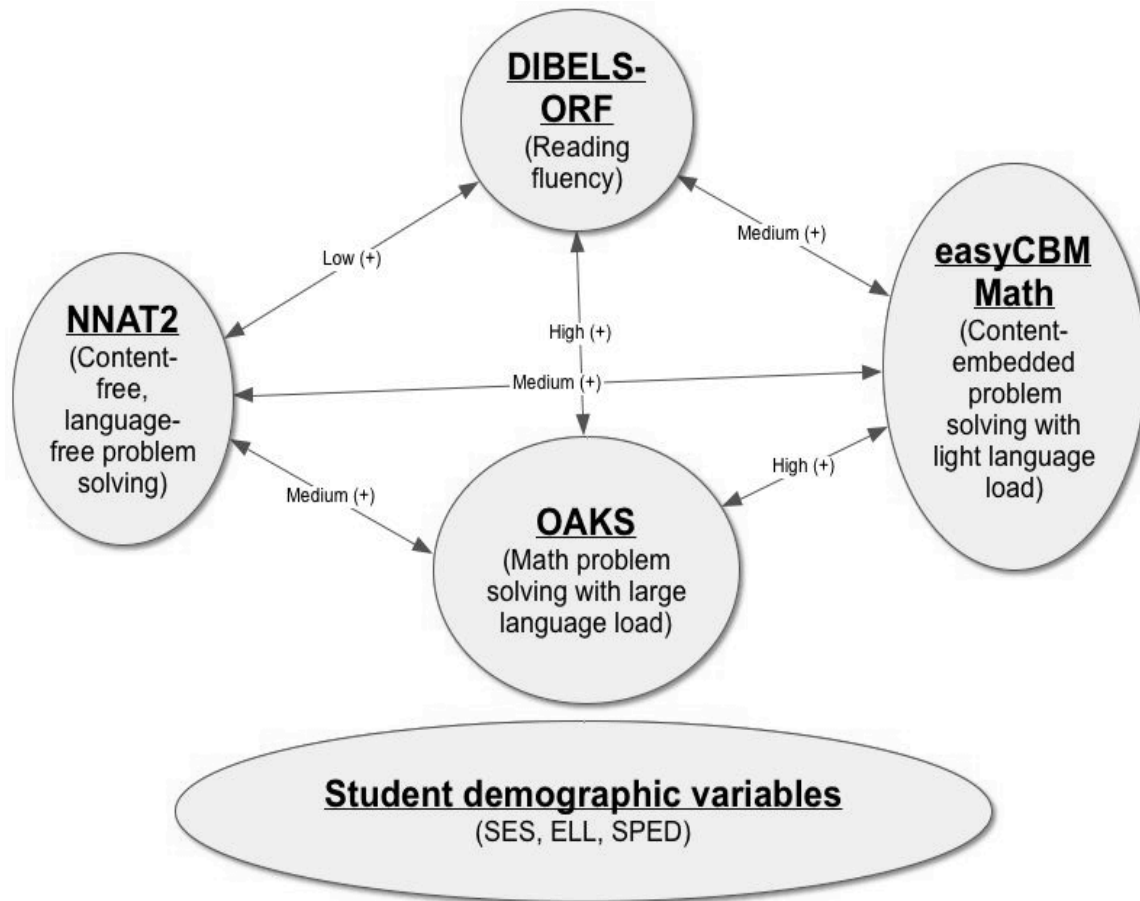 DIBELS-
ORF
(Reading
fluency)
Medium (+)
Low (+)
easyCBM
Math
(Content-
embedded
problem
solving with
light language
load)
NNAT2
(Content-
free,
language-
free problem
solving)
High (+)
Medium (+)
Medium (+)
High (+)
OAKS
(Math problem
solving with large
language load)
Student demographic variables
(SES, ELL, SPED)